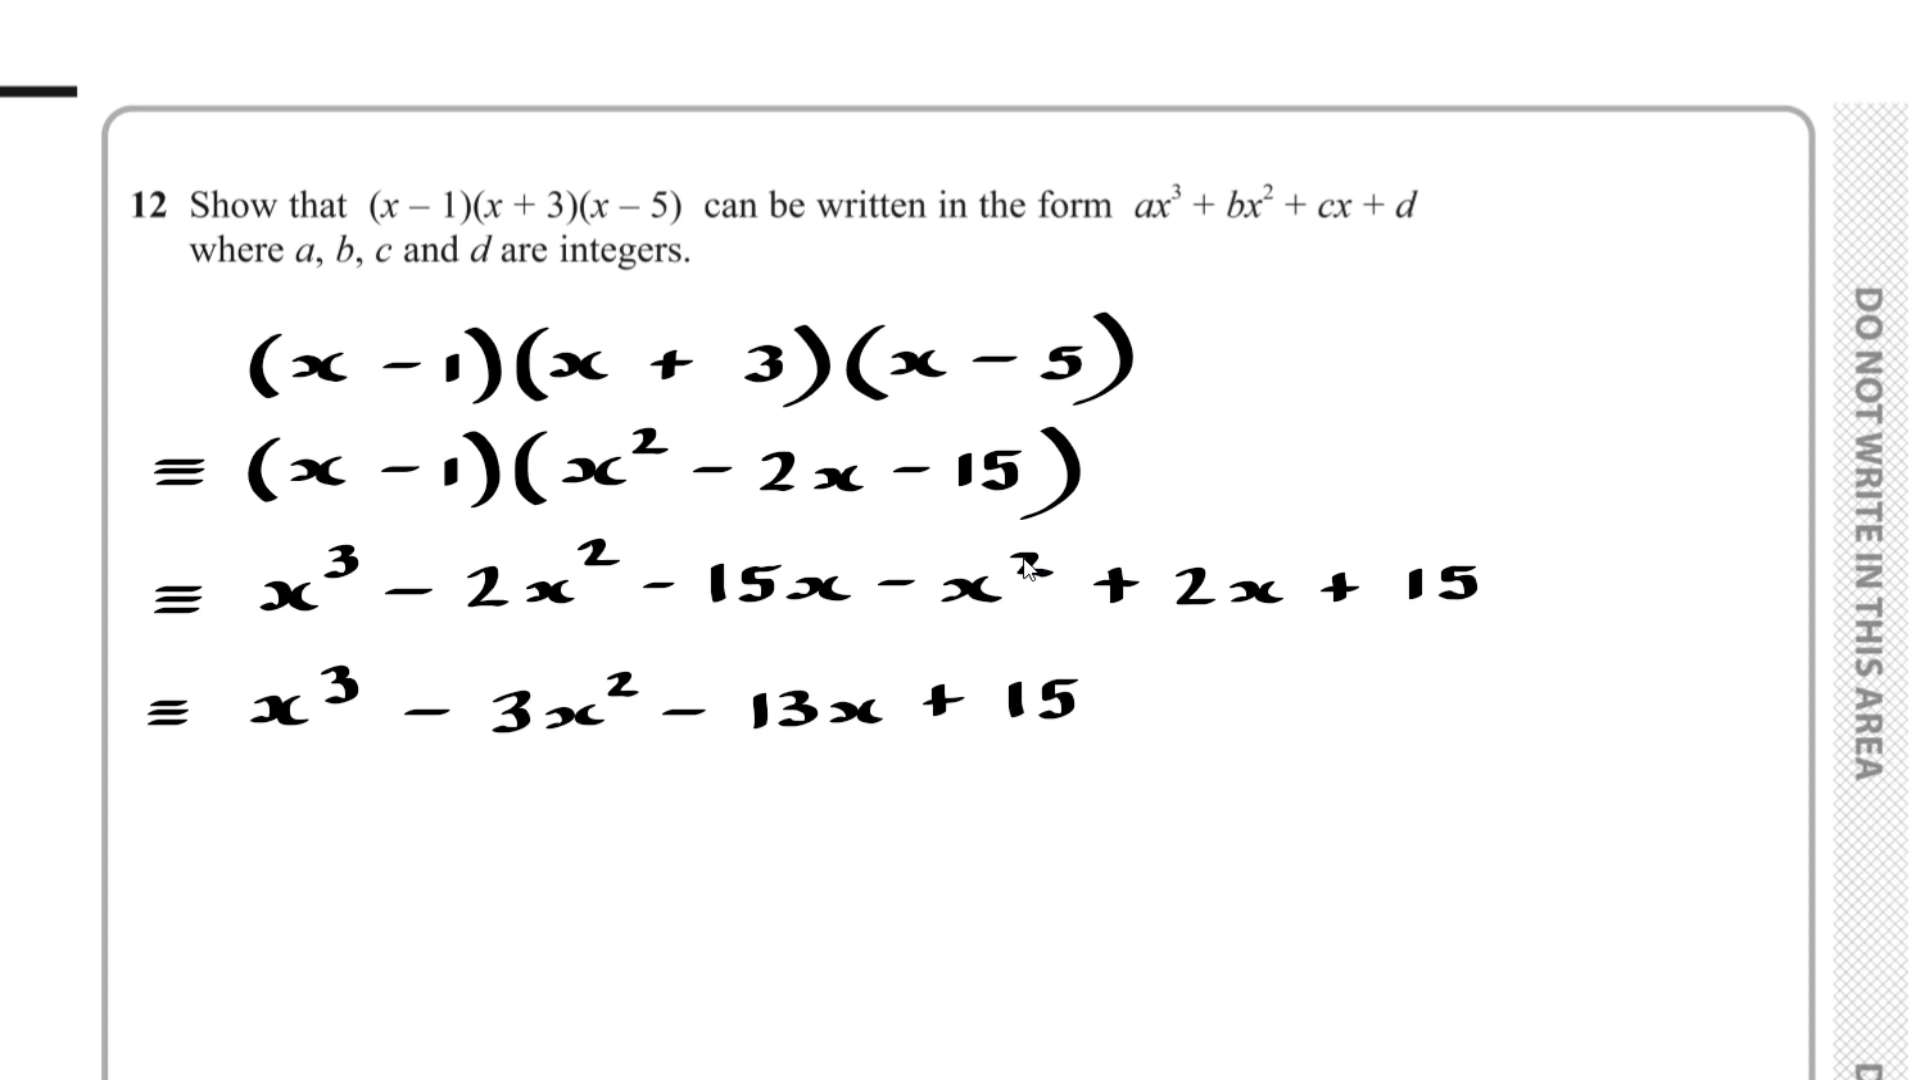 12 Show that (x – 1)(x + 3)(x – 5) can be written in the form ax³ + bx² + cx + d
where a, b, c and d are integers.
(x - 1)(x + 3)(x - 5)
≡ (x - 1)(x² - 2x - 15)
≡ x³ - 2x² - 15x - x² + 2x + 15
≡ x³ - 3x² - 13x + 15
DO NOT WRITE IN THIS AREA
D